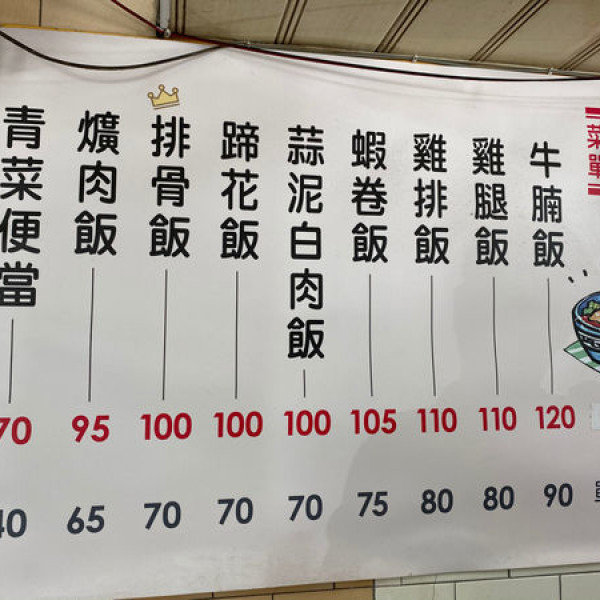 菜單
牛腩飯 120 90
雞腿飯 110 80
雞排飯 110 80
蝦卷飯 105 75
蒜泥白肉飯 100 70
蹄花飯 100 70
排骨飯 100 70
爌肉飯 95 65
青菜便當 70 40